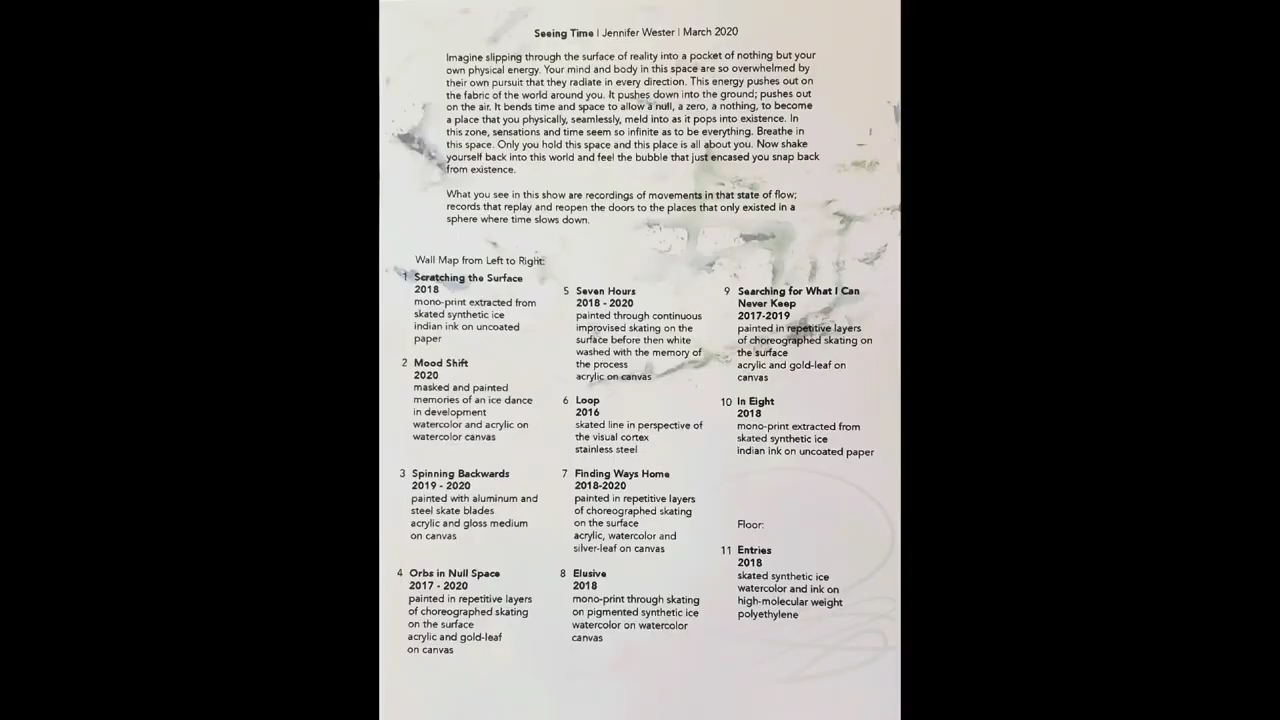 Seeing Time | Jennifer Wester | March 2020
Imagine slipping through the surface of reality into a pocket of nothing but your
own physical energy. Your mind and body in this space are so overwhelmed by
their own pursuit that they radiate in every direction. This energy pushes out on
the fabric of the world around you. It pushes down into the ground; pushes out
on the air. It bends time and space to allow a null, a zero, a nothing, to become
a place that you physically, seamlessly, meld into as it pops into existence. In
this zone, sensations and time seem so infinite as to be everything. Breathe in
this space. Only you hold this space and this place is all about you. Now shake
yourself back into this world and feel the bubble that just encased you snap back
from existence.
What you see in this show are recordings of movements in that state of flow;
records that replay and reopen the doors to the places that only existed in a
sphere where time slows down.
Wall Map from Left to Right:
1 Scratching the Surface
2018
mono-print extracted from
skated synthetic ice
indian ink on uncoated
paper
2 Mood Shift
2020
masked and painted
memories of an ice dance
in development
watercolor and acrylic on
watercolor canvas
3 Spinning Backwards
2019 - 2020
painted with aluminum and
steel skate blades
acrylic and gloss medium
on canvas
4 Orbs in Null Space
2017 - 2020
painted in repetitive layers
of choreographed skating
on the surface
acrylic and gold-leaf
on canvas
5 Seven Hours
2018 - 2020
painted through continuous
improvised skating on the
surface before then white
washed with the memory of
the process
acrylic on canvas
6 Loop
2016
skated line in perspective of
the visual cortex
stainless steel
7 Finding Ways Home
2018-2020
painted in repetitive layers
of choreographed skating
on the surface
acrylic, watercolor and
silver-leaf on canvas
8 Elusive
2018
mono-print through skating
on pigmented synthetic ice
watercolor on watercolor
canvas
9 Searching for What I Can
Never Keep
2017-2019
painted in repetitive layers
of choreographed skating on
the surface
acrylic and gold-leaf on
canvas
10 In Eight
2018
mono-print extracted from
skated synthetic ice
indian ink on uncoated paper
Floor:
11 Entries
2018
skated synthetic ice
watercolor and ink on
high-molecular weight
polyethylene